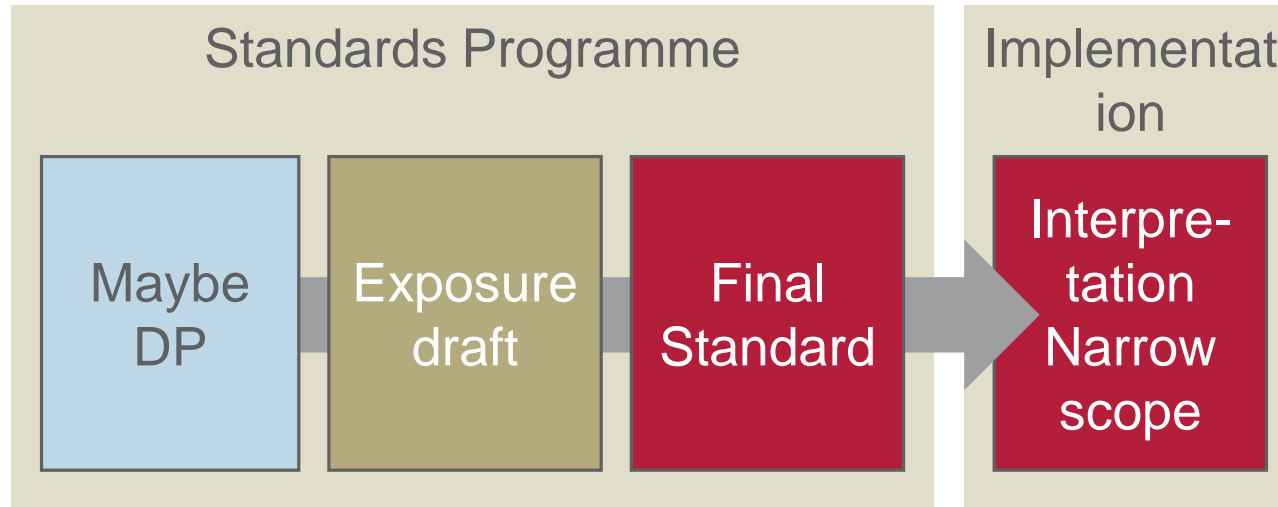 Standards Programme
Implementat
ion
Maybe
DP
Exposure
draft
Final
Standard
Interpre-
tation
Narrow
scope